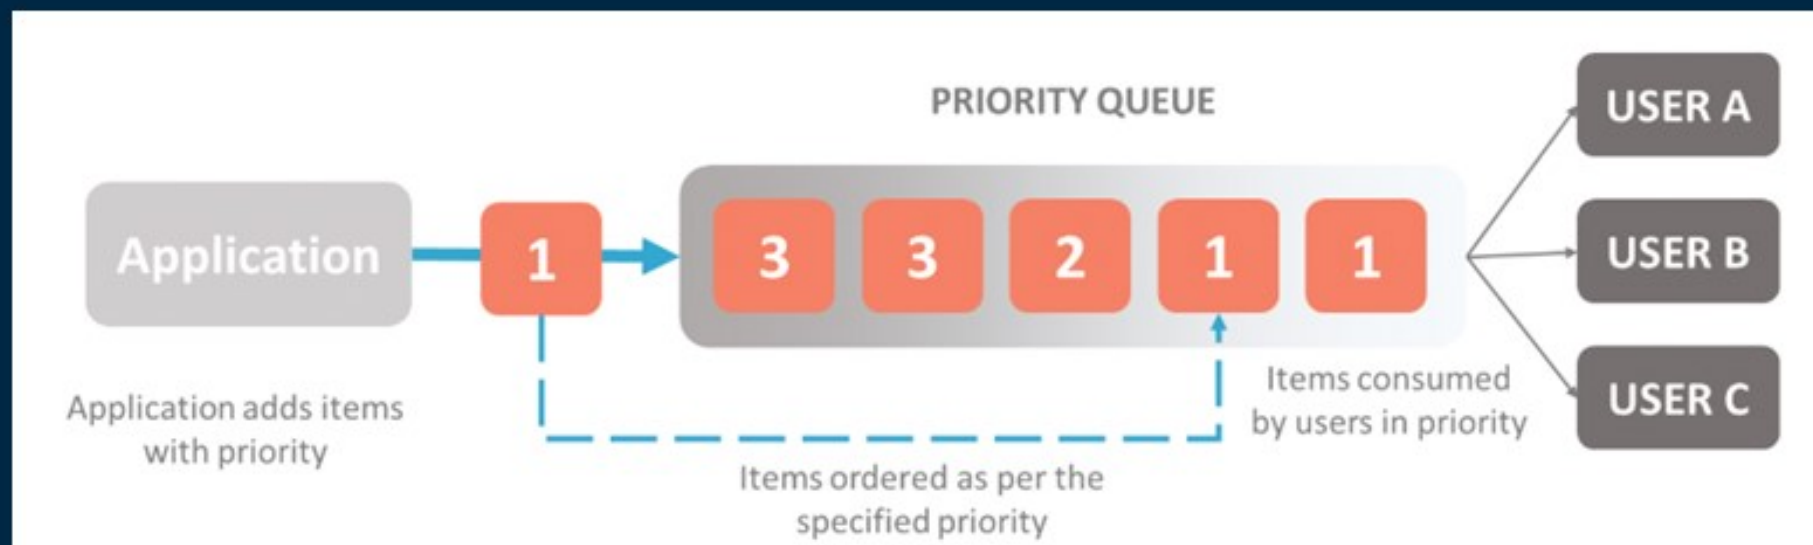 PRIORITY QUEUE
Application
1
3
3
2
1
1
USER A
USER B
USER C
Application adds items
with priority
Items ordered as per the
specified priority
Items consumed
by users in priority